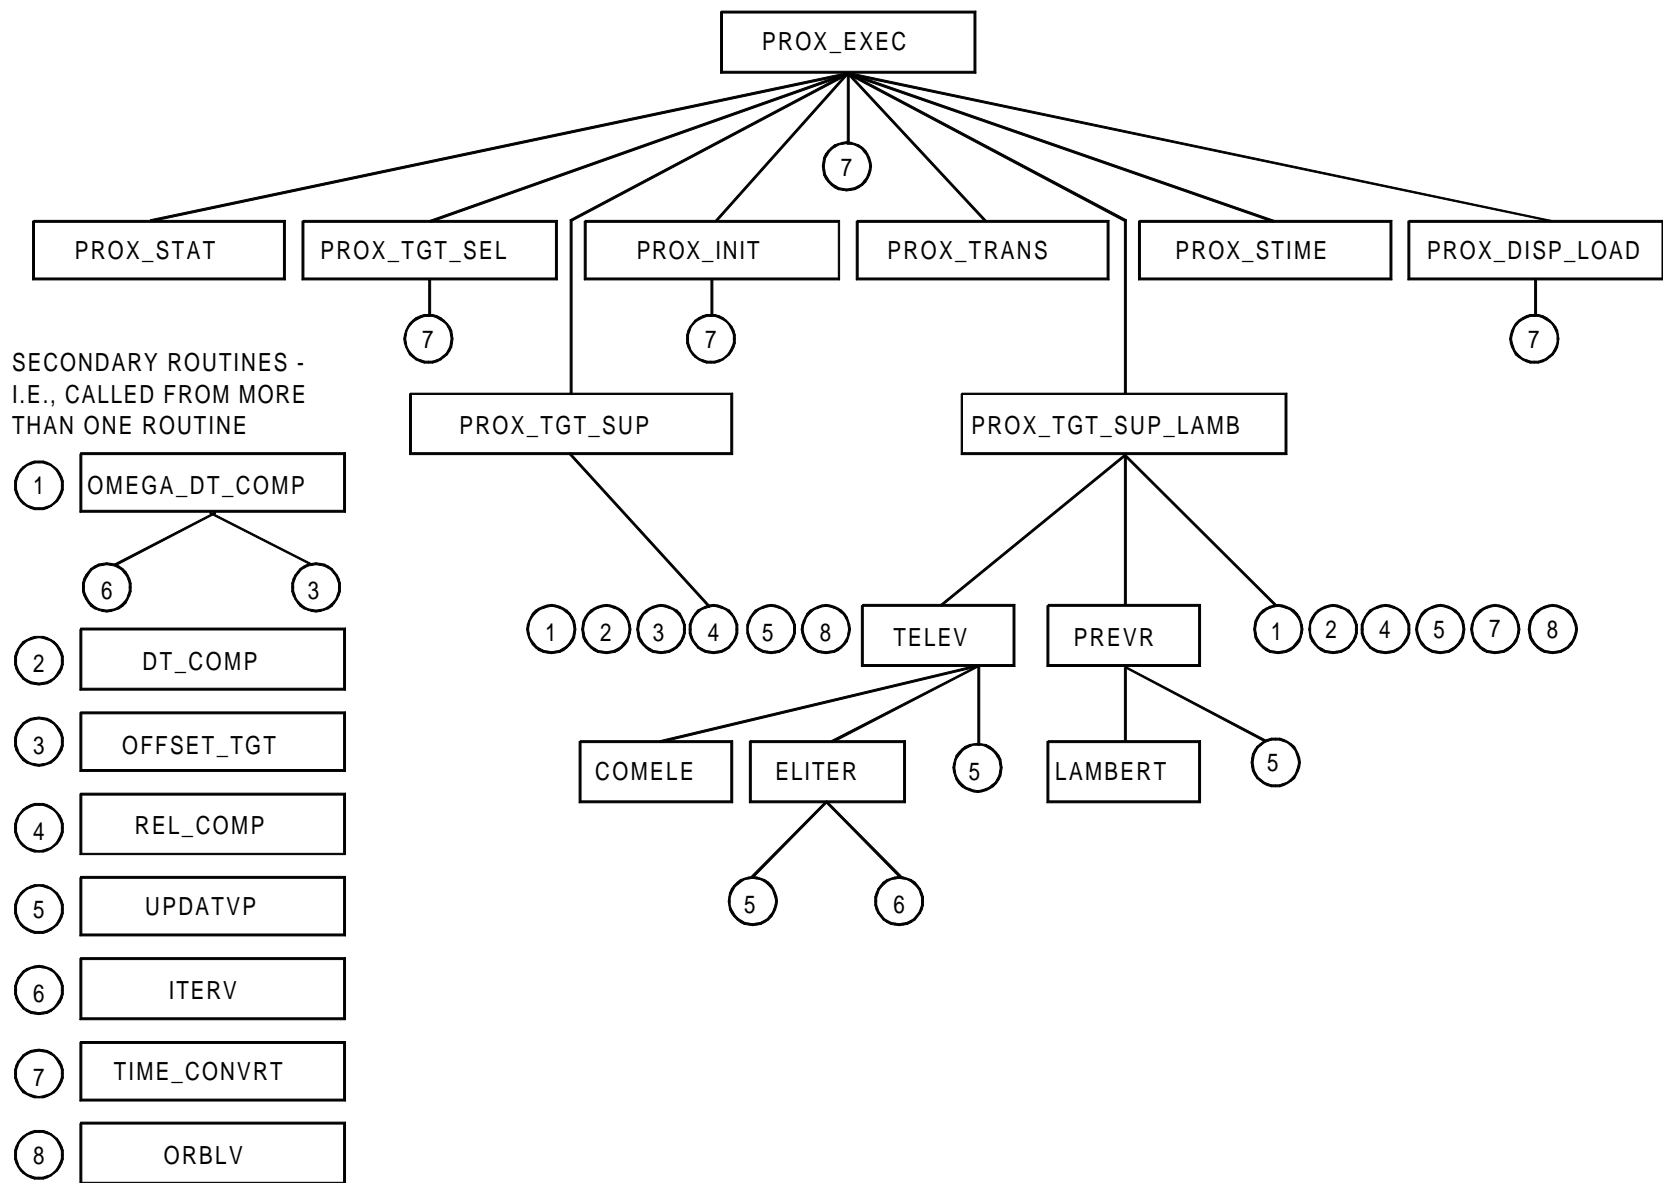 PROX_EXEC
7
PROX_STAT
PROX_TGT_SEL
PROX_INIT
PROX_TRANS
PROX_STIME
PROX_DISP_LOAD
7
7
7
SECONDARY ROUTINES -
I.E., CALLED FROM MORE
THAN ONE ROUTINE
PROX_TGT_SUP
PROX_TGT_SUP_LAMB
1 OMEGA_DT_COMP
6 3
1 2 3 4 5 8
TELEV
PREVR
1 2 4 5 7 8
2 DT_COMP
3 OFFSET_TGT
COMELE
ELITER
5
LAMBERT
5
4 REL_COMP
5 UPDATVP
5 6
6 ITERV
7 TIME_CONVRT
8 ORBLV